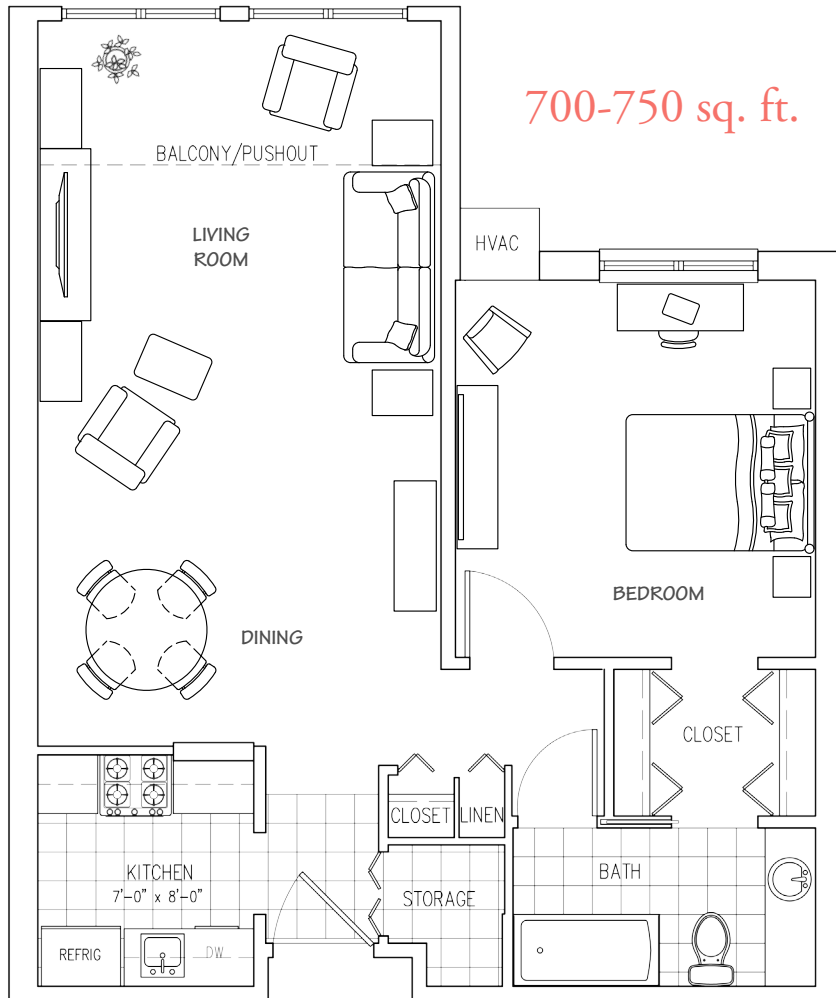 700-750 sq. ft.
BALCONY/PUSHOUT
LIVING
ROOM
HVAC
BEDROOM
DINING
CLOSET
CLOSET
LINEN
KITCHEN
7'-0" x 8'-0"
BATH
STORAGE
REFRIG
DW